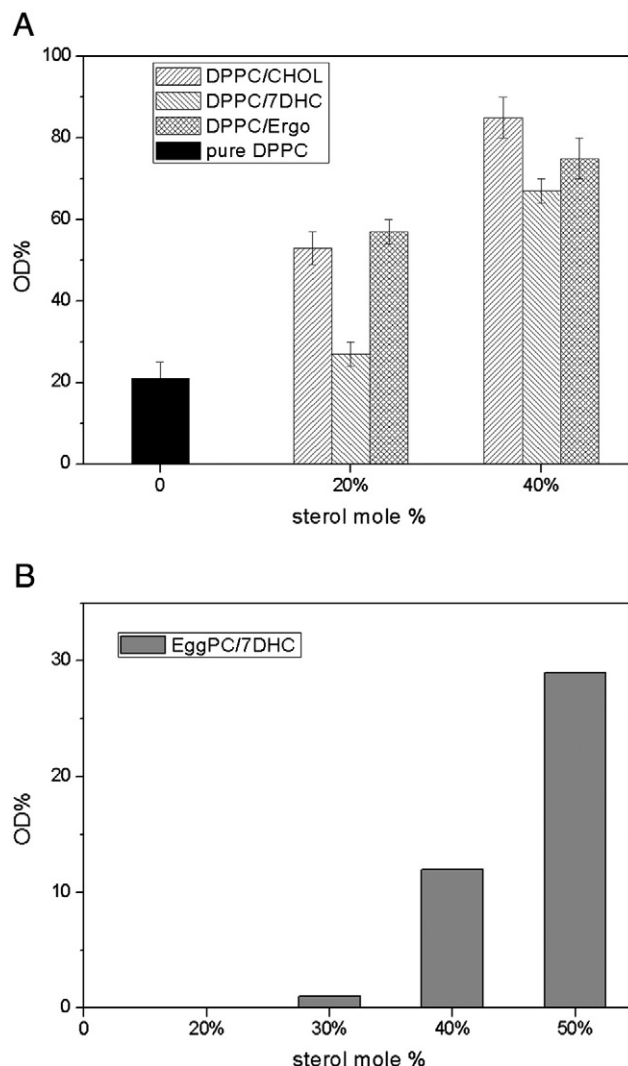 A
100
80
60
40
20
0
OD%
DPPC/CHOL
DPPC/7DHC
DPPC/Ergo
pure DPPC
0 20% 40%
sterol mole %
B
30
20
10
0
OD%
EggPC/7DHC
0 20% 30% 40% 50%
sterol mole %